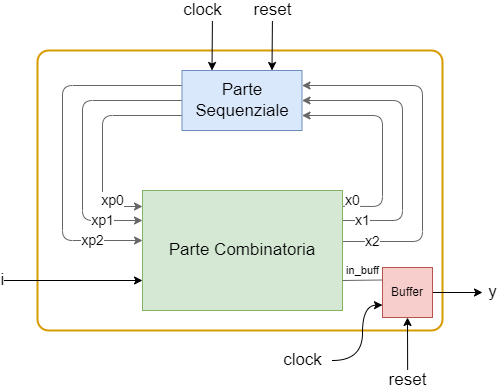 clock reset
Parte
Sequenziale
xp0 x0
xp1 x1
xp2 x2
Parte Combinatoria
in_buff
i
Buffer
y
clock
reset